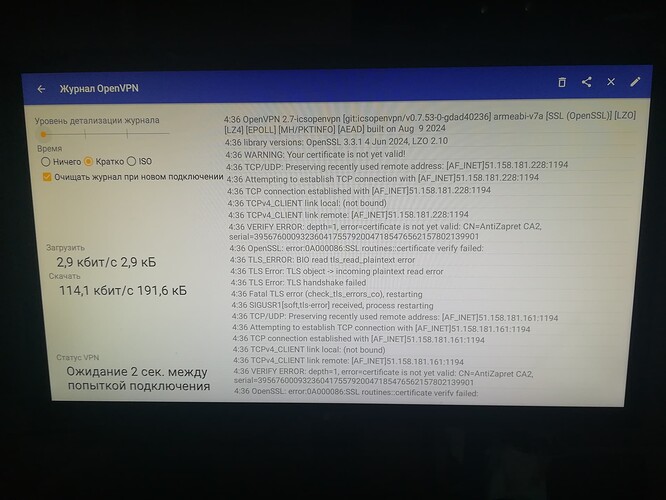 Журнал OpenVPN
Уровень детализации журнала
Время
Ничего Кратко ISO
Очищать журнал при новом подключении
Загрузить
2,9 кбит/с 2,9 кБ
Скачать
114,1 кбит/с 191,6 кБ
Статус VPN
Ожидание 2 сек. между
попыткой подключения
4:36 OpenVPN 2.7-icsopenvpn [git:icsopenvpn/v0.7.53-0-gdad40236] armeabi-v7a [SSL (OpenSSL)] [LZO]
[LZ4] [EPOLL] [MH/PKTINFO] [AEAD] built on Aug 9 2024
4:36 library versions: OpenSSL 3.3.1 4 Jun 2024, LZO 2.10
4:36 WARNING: Your certificate is not yet valid!
4:36 TCP/UDP: Preserving recently used remote address: [AF_INET]51.158.181.228:1194
4:36 Attempting to establish TCP connection with [AF_INET]51.158.181.228:1194
4:36 TCP connection established with [AF_INET]51.158.181.228:1194
4:36 TCPv4_CLIENT link local: (not bound)
4:36 TCPv4_CLIENT link remote: [AF_INET]51.158.181.228:1194
4:36 VERIFY ERROR: depth=1, error=certificate is not yet valid: CN=AntiZapret CA2,
serial=395676000932360417557920047185476562157802139901
4:36 OpenSSL: error:0A000086:SSL routines::certificate verify failed:
4:36 TLS_ERROR: BIO read tls_read_plaintext error
4:36 TLS Error: TLS object -> incoming plaintext read error
4:36 TLS Error: TLS handshake failed
4:36 Fatal TLS error (check_tls_errors_co), restarting
4:36 SIGUSR1[soft,tls-error] received, process restarting
4:36 TCP/UDP: Preserving recently used remote address: [AF_INET]51.158.181.161:1194
4:36 Attempting to establish TCP connection with [AF_INET]51.158.181.161:1194
4:36 TCP connection established with [AF_INET]51.158.181.161:1194
4:36 TCPv4_CLIENT link local: (not bound)
4:36 TCPv4_CLIENT link remote: [AF_INET]51.158.181.161:1194
4:36 VERIFY ERROR: depth=1, error=certificate is not yet valid: CN=AntiZapret CA2,
serial=395676000932360417557920047185476562157802139901
4:36 OpenSSL: error:0A000086:SSL routines::certificate verify failed: